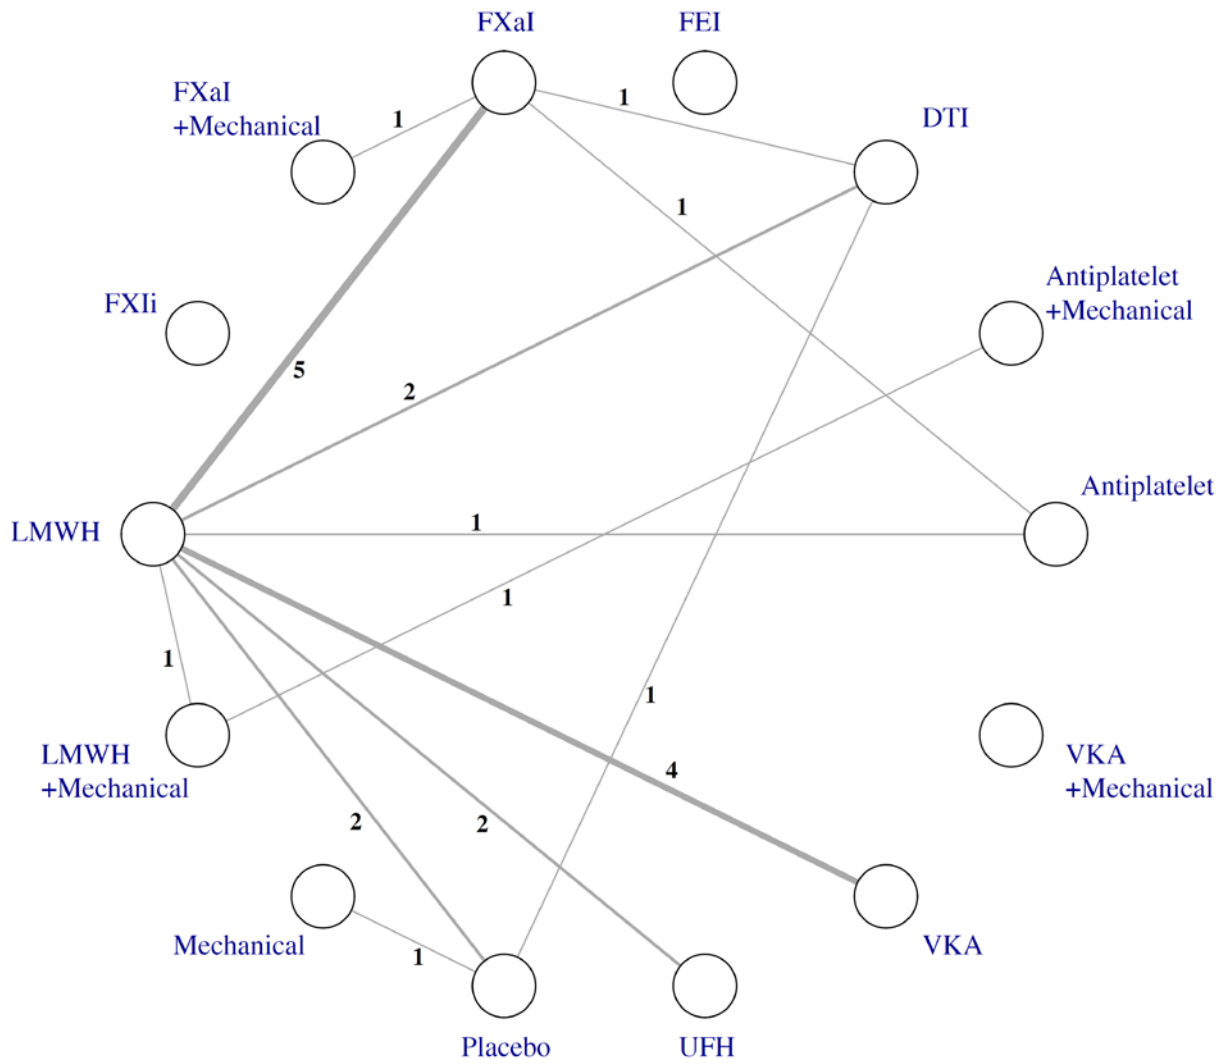 FXaI
FEI
FXaI
+Mechanical
1
1
DTI
1
Antiplatelet
+Mechanical
FXIi
5
2
Antiplatelet
LMWH
1
1
1
1
LMWH
+Mechanical
VKA
+Mechanical
4
2
2
Mechanical
1
VKA
Placebo
UFH